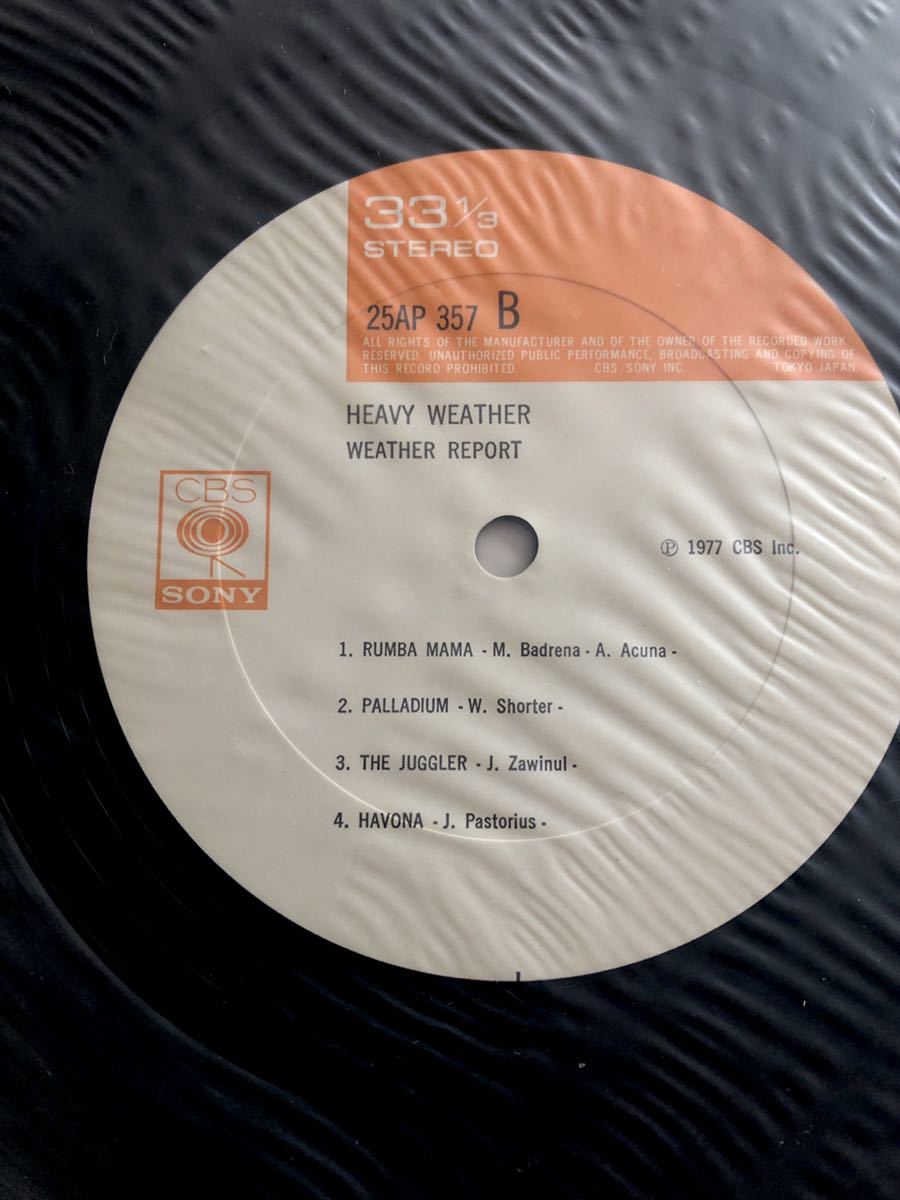 33 1/3
STEREO
25AP 357 B
ALL RIGHTS OF THE MANUFACTURER AND OF THE OWNER OF THE RECORDED WORK
RESERVED. UNAUTHORIZED PUBLIC PERFORMANCE, BROADCASTING AND COPYING OF
THIS RECORD PROHIBITED. CBS/SONY INC. TOKYO JAPAN
HEAVY WEATHER
WEATHER REPORT
CBS
SONY
℗ 1977 CBS Inc.
1. RUMBA MAMA - M. Badrena - A. Acuna -
2. PALLADIUM - W. Shorter -
3. THE JUGGLER - J. Zawinul -
4. HAVONA - J. Pastorius -